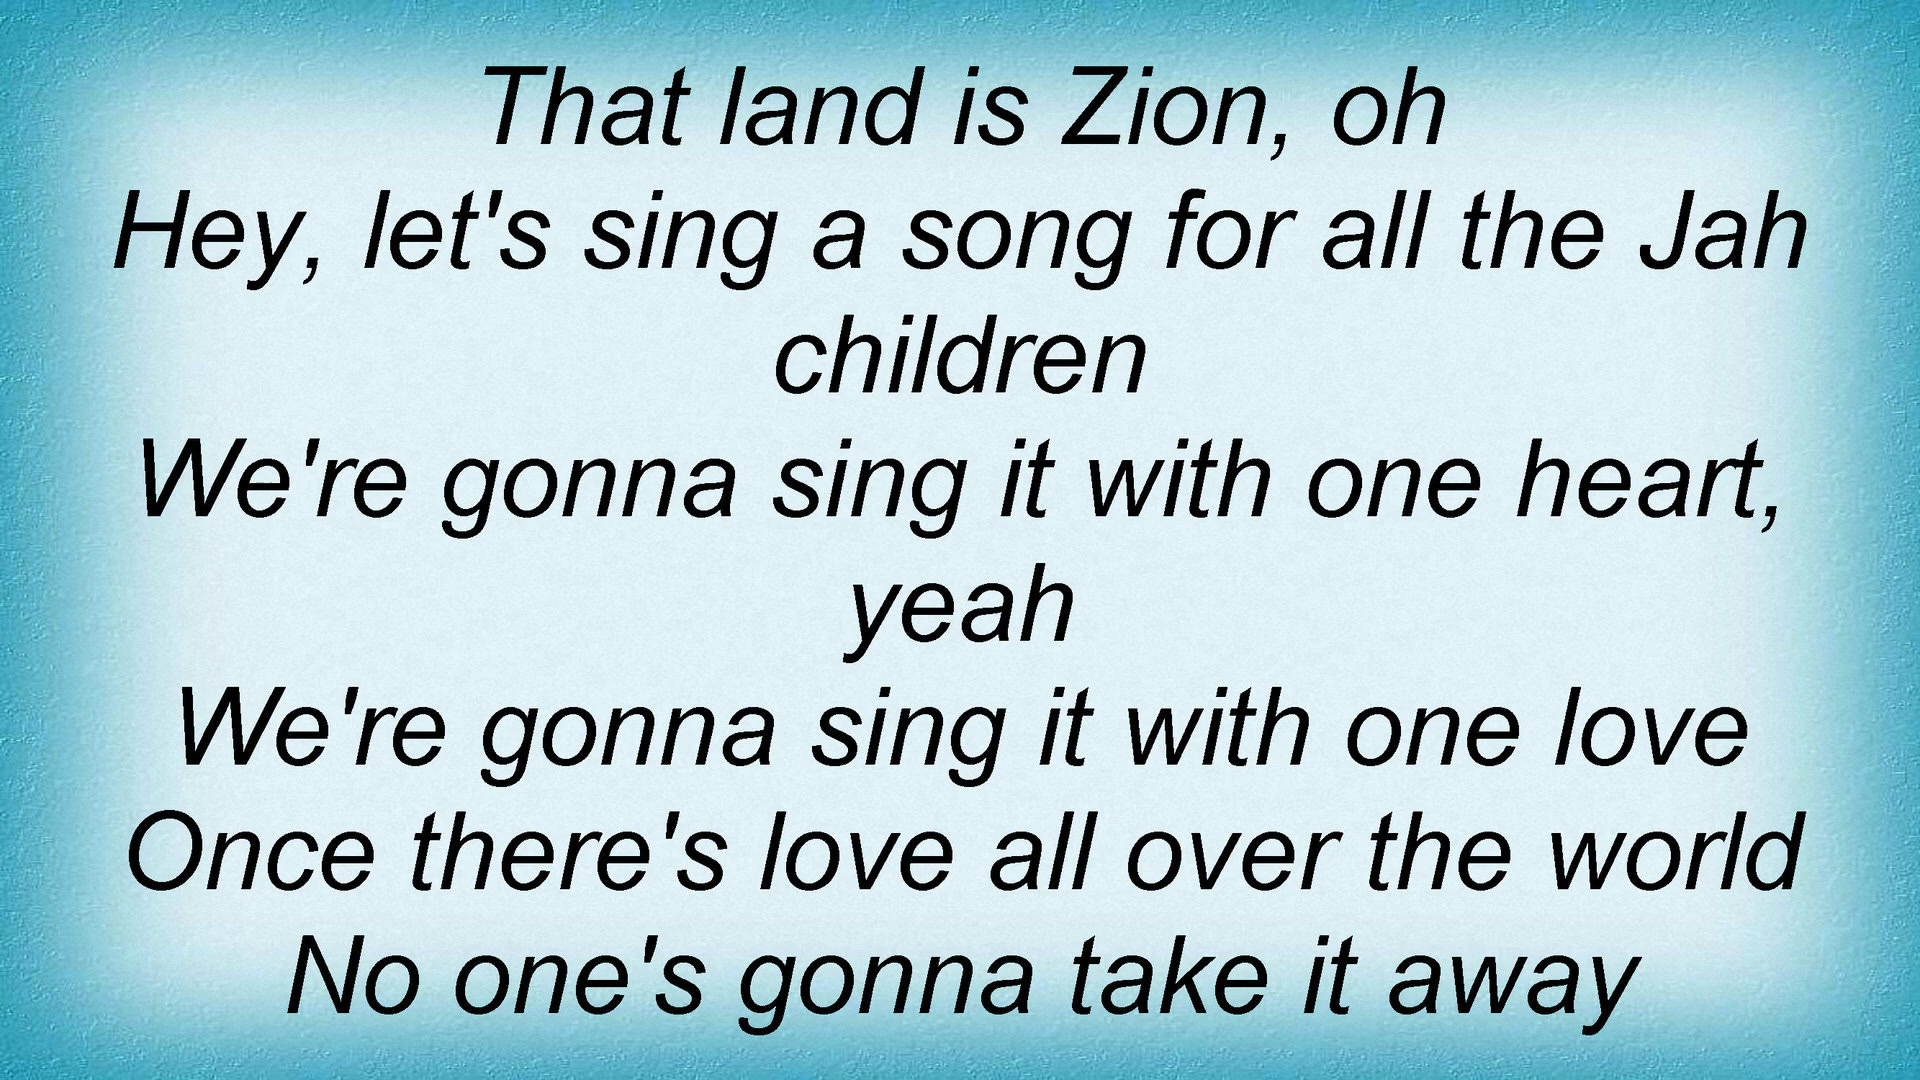 That land is Zion, oh
Hey, let's sing a song for all the Jah
children
We're gonna sing it with one heart,
yeah
We're gonna sing it with one love
Once there's love all over the world
No one's gonna take it away